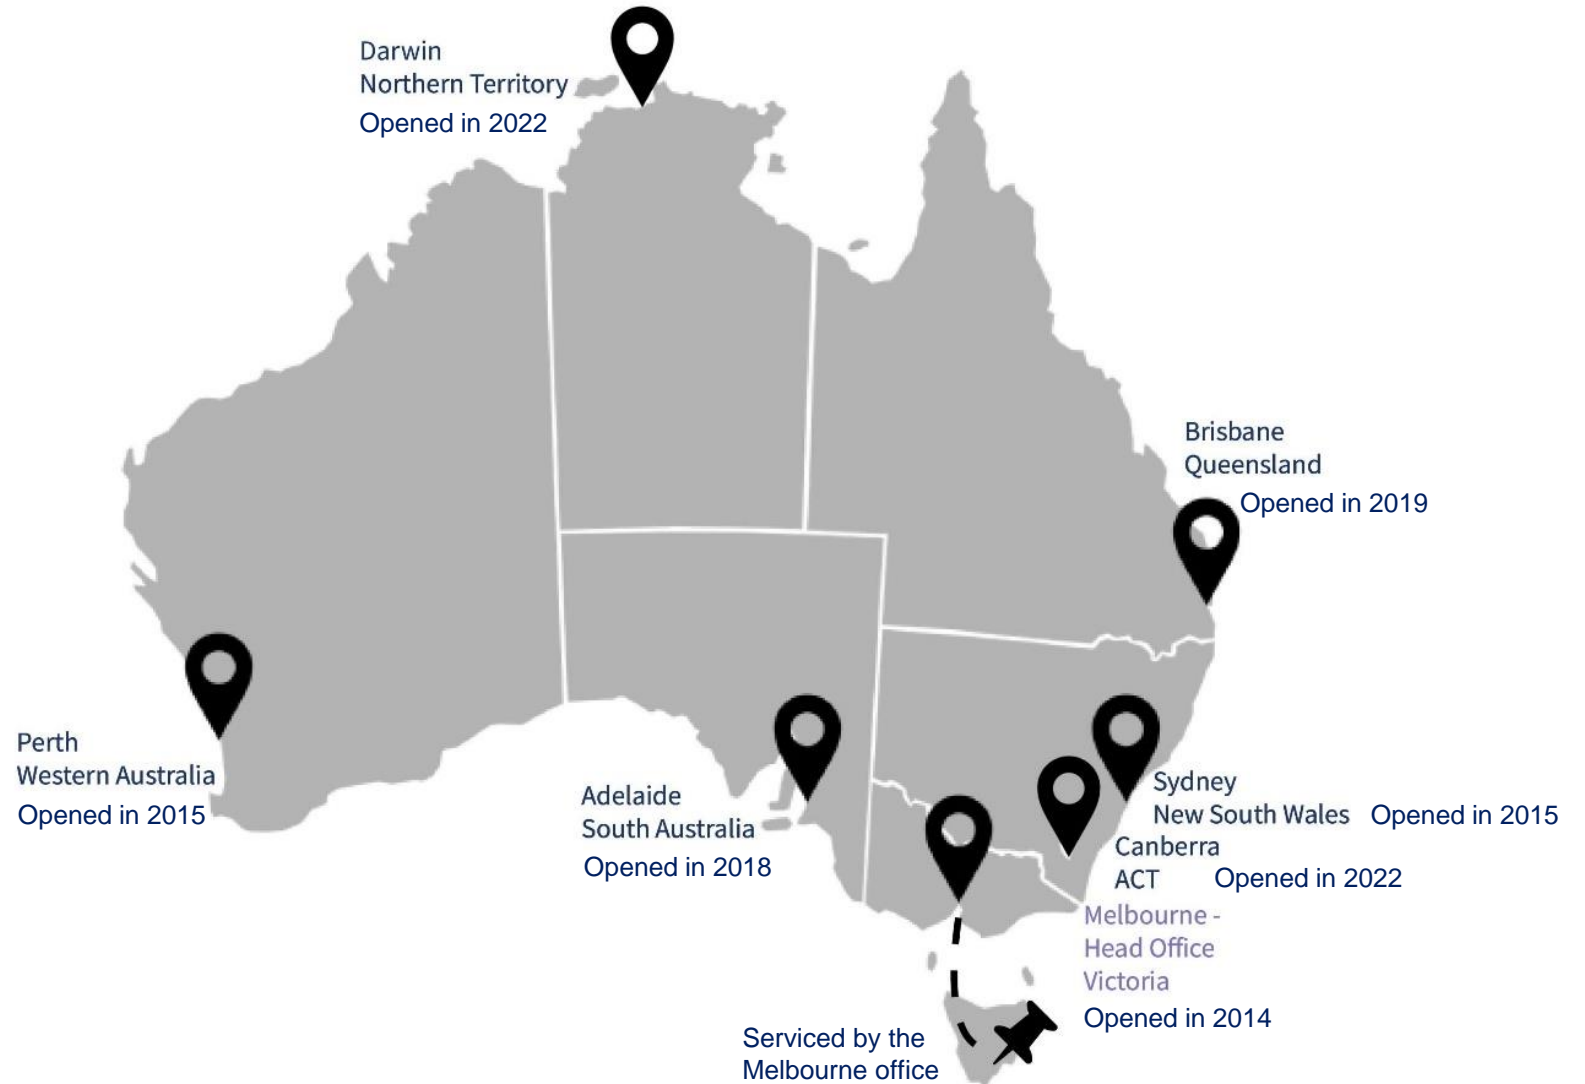 Darwin
Northern Territory
Opened in 2022
Brisbane
Queensland
Opened in 2019
Perth
Western Australia
Opened in 2015
Adelaide
South Australia
Opened in 2018
Sydney
New South Wales Opened in 2015
Canberra
ACT Opened in 2022
Melbourne -
Head Office
Victoria
Opened in 2014
Serviced by the
Melbourne office